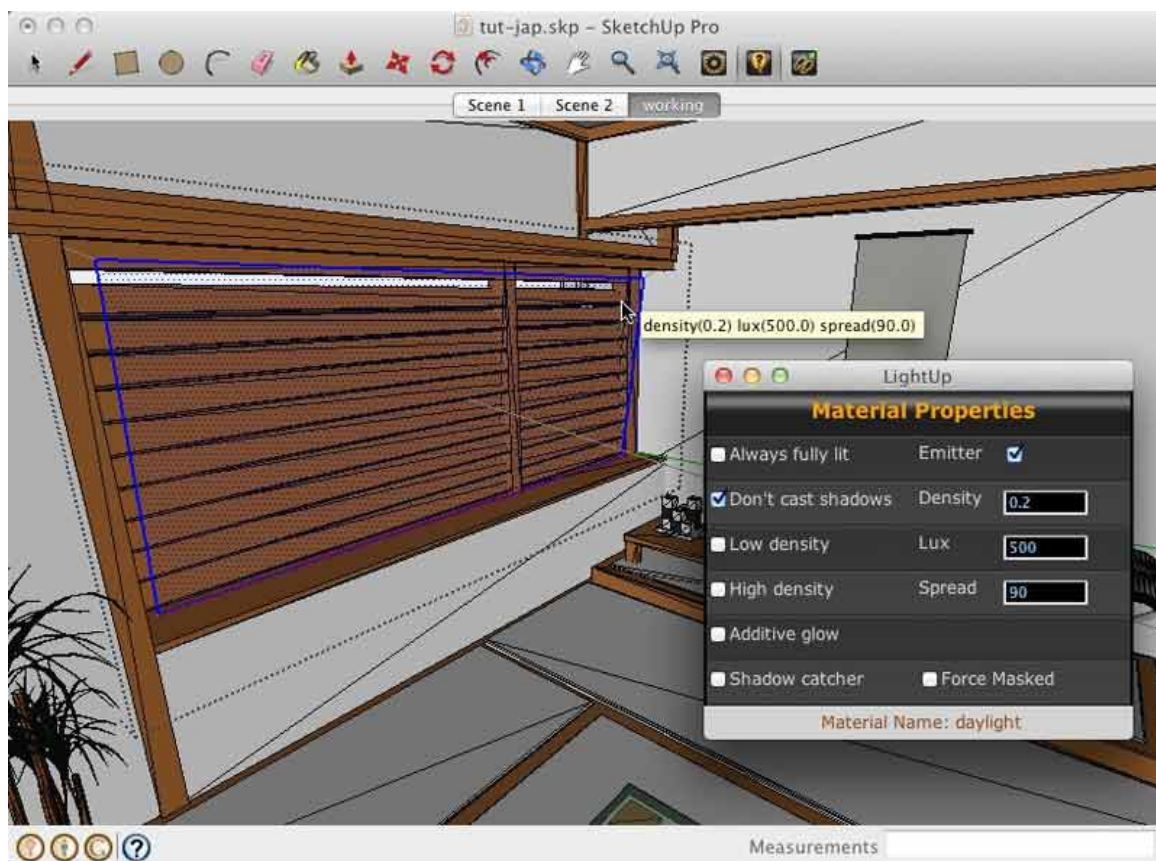 tut-jap.skp - SketchUp Pro
Scene 1 Scene 2 working
density(0.2) lux(500.0) spread(90.0)
LightUp
Material Properties
Always fully lit Emitter
Don't cast shadows Density 0.2
Low density Lux 500
High density Spread 90
Additive glow
Shadow catcher Force Masked
Material Name: daylight
Measurements